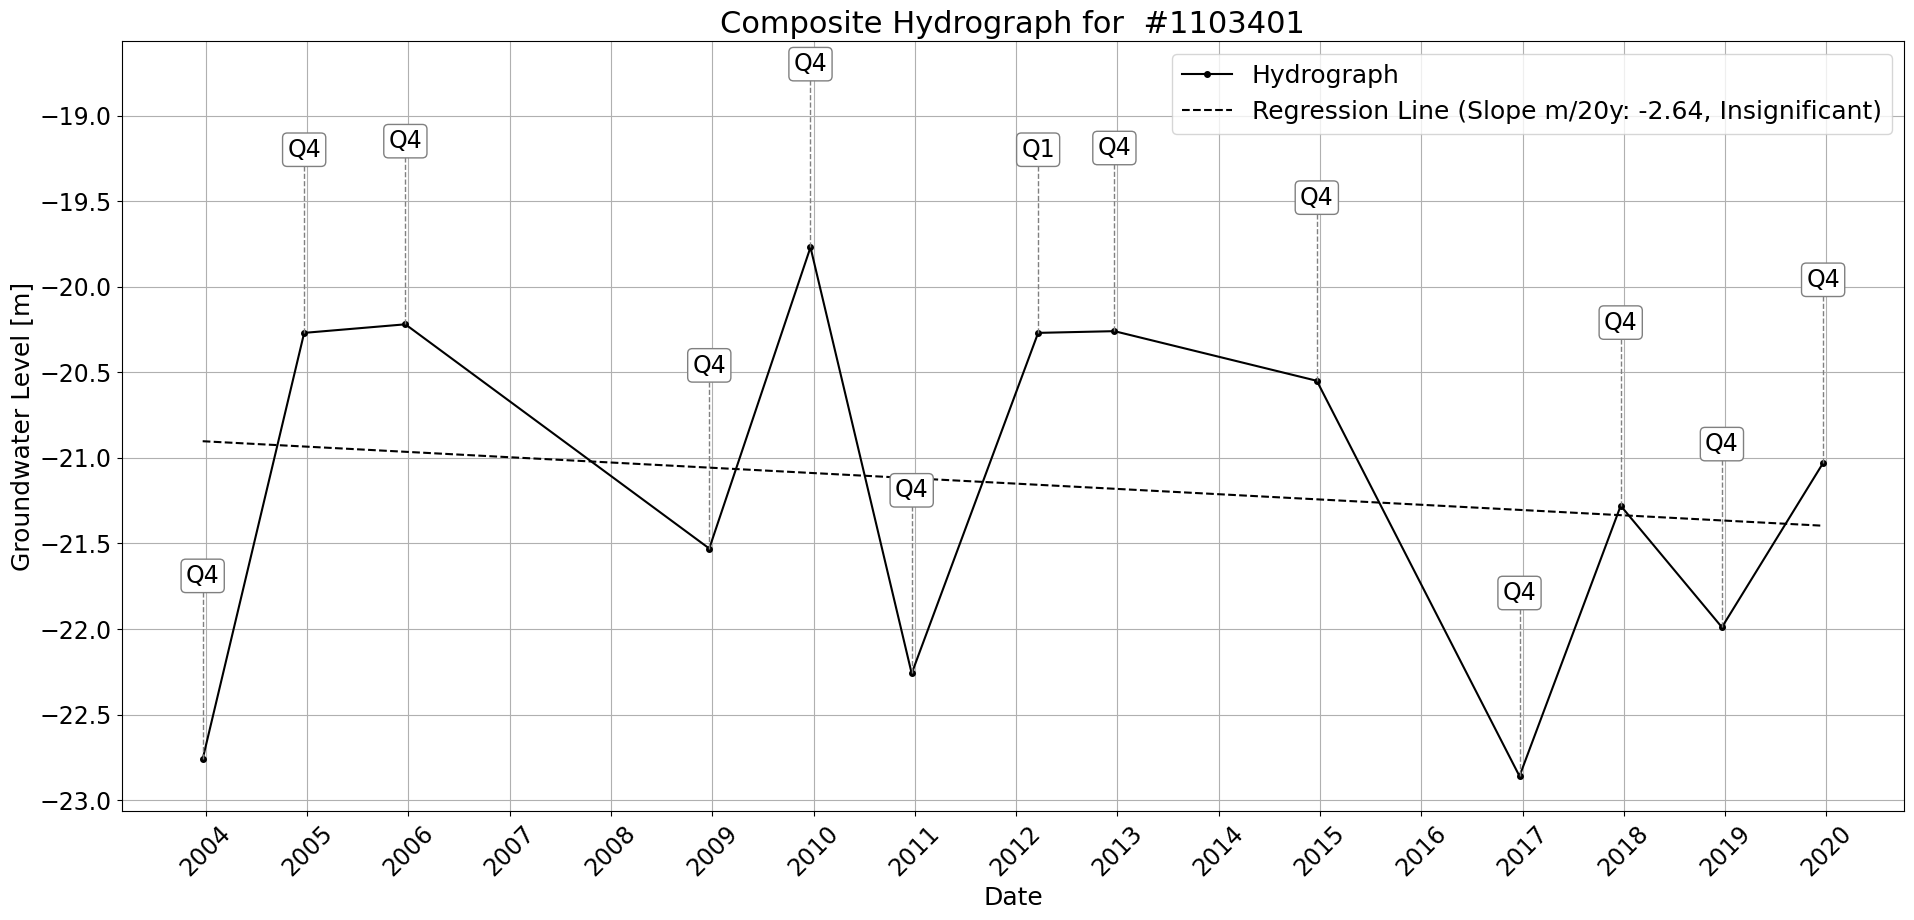 Composite Hydrograph for  #1103401
Hydrograph
Regression Line (Slope m/20y: -2.64, Insignificant)
Groundwater Level [m]
−19.0
−19.5
−20.0
−20.5
−21.0
−21.5
−22.0
−22.5
−23.0
Q4
Q4
Q4
Q4
Q4
Q4
Q1
Q4
Q4
Q4
Q4
Q4
Q4
2004
2005
2006
2007
2008
2009
2010
2011
2012
2013
2014
2015
2016
2017
2018
2019
2020
Date